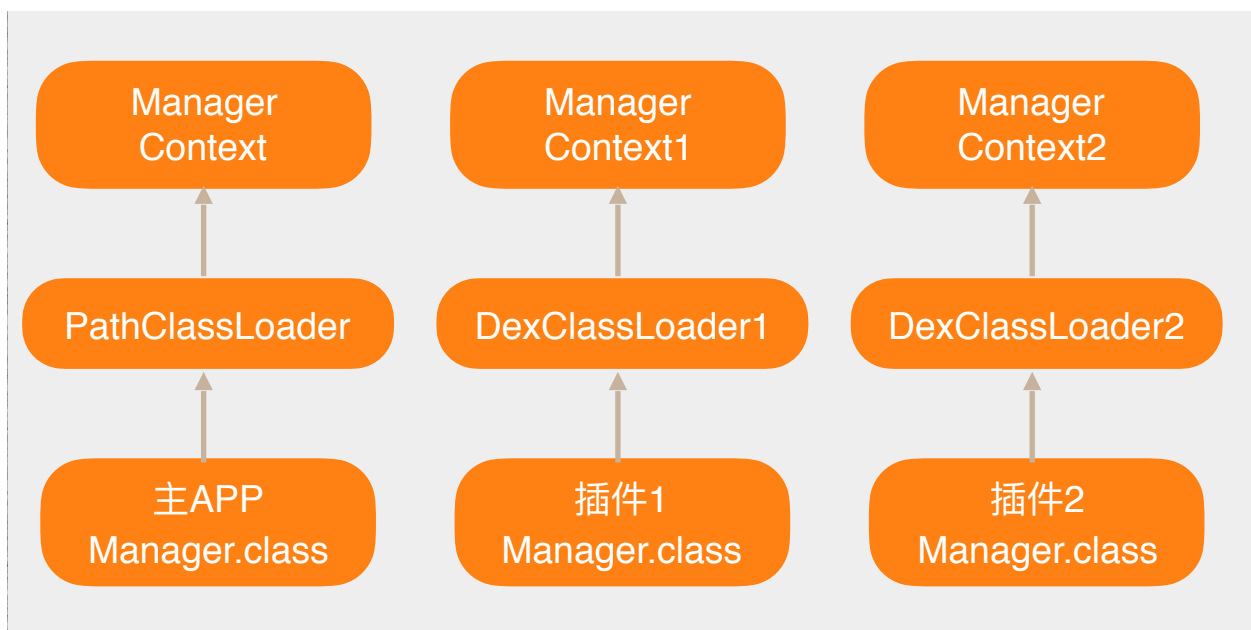 Manager
Context
Manager
Context1
Manager
Context2
PathClassLoader
DexClassLoader1
DexClassLoader2
主APP
Manager.class
插件1
Manager.class
插件2
Manager.class